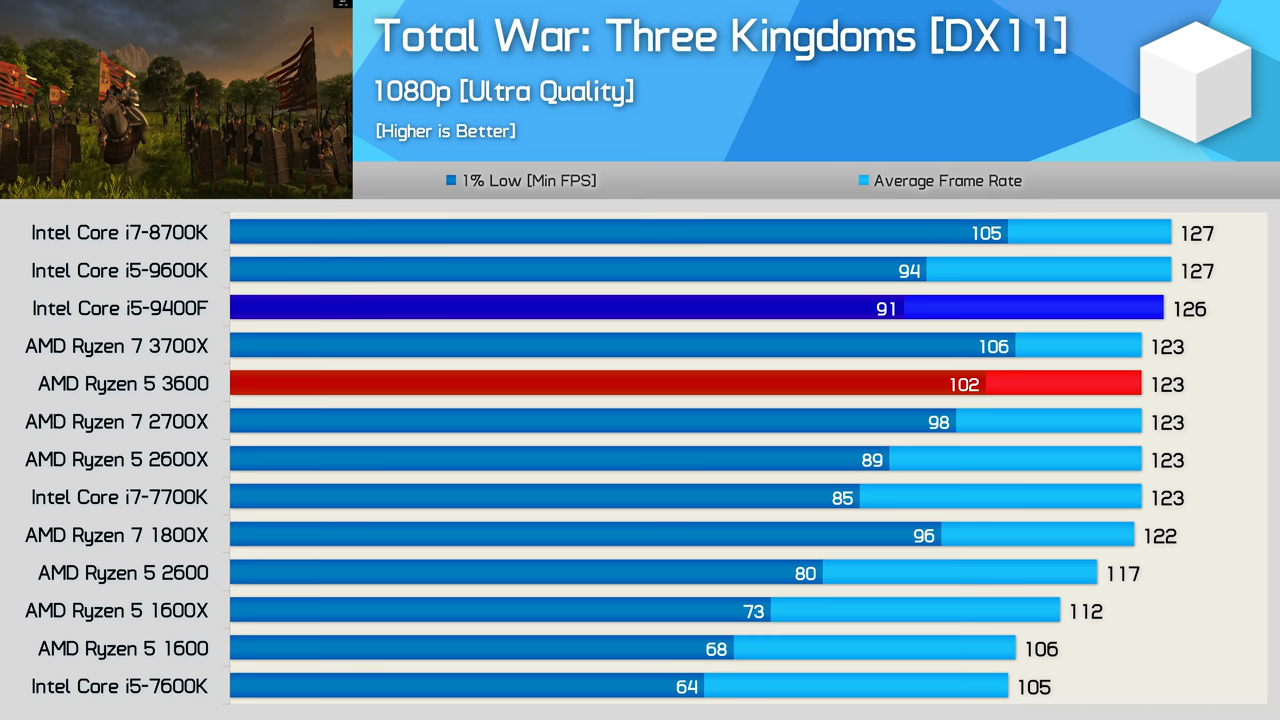 Total War: Three Kingdoms [DX11]
1080p [Ultra Quality]
[Higher is Better]
1% Low [Min FPS] Average Frame Rate
Intel Core i7-8700K 105 127
Intel Core i5-9600K 94 127
Intel Core i5-9400F 91 126
AMD Ryzen 7 3700X 106 123
AMD Ryzen 5 3600 102 123
AMD Ryzen 7 2700X 98 123
AMD Ryzen 5 2600X 89 123
Intel Core i7-7700K 85 123
AMD Ryzen 7 1800X 96 122
AMD Ryzen 5 2600 80 117
AMD Ryzen 5 1600X 73 112
AMD Ryzen 5 1600 68 106
Intel Core i5-7600K 64 105